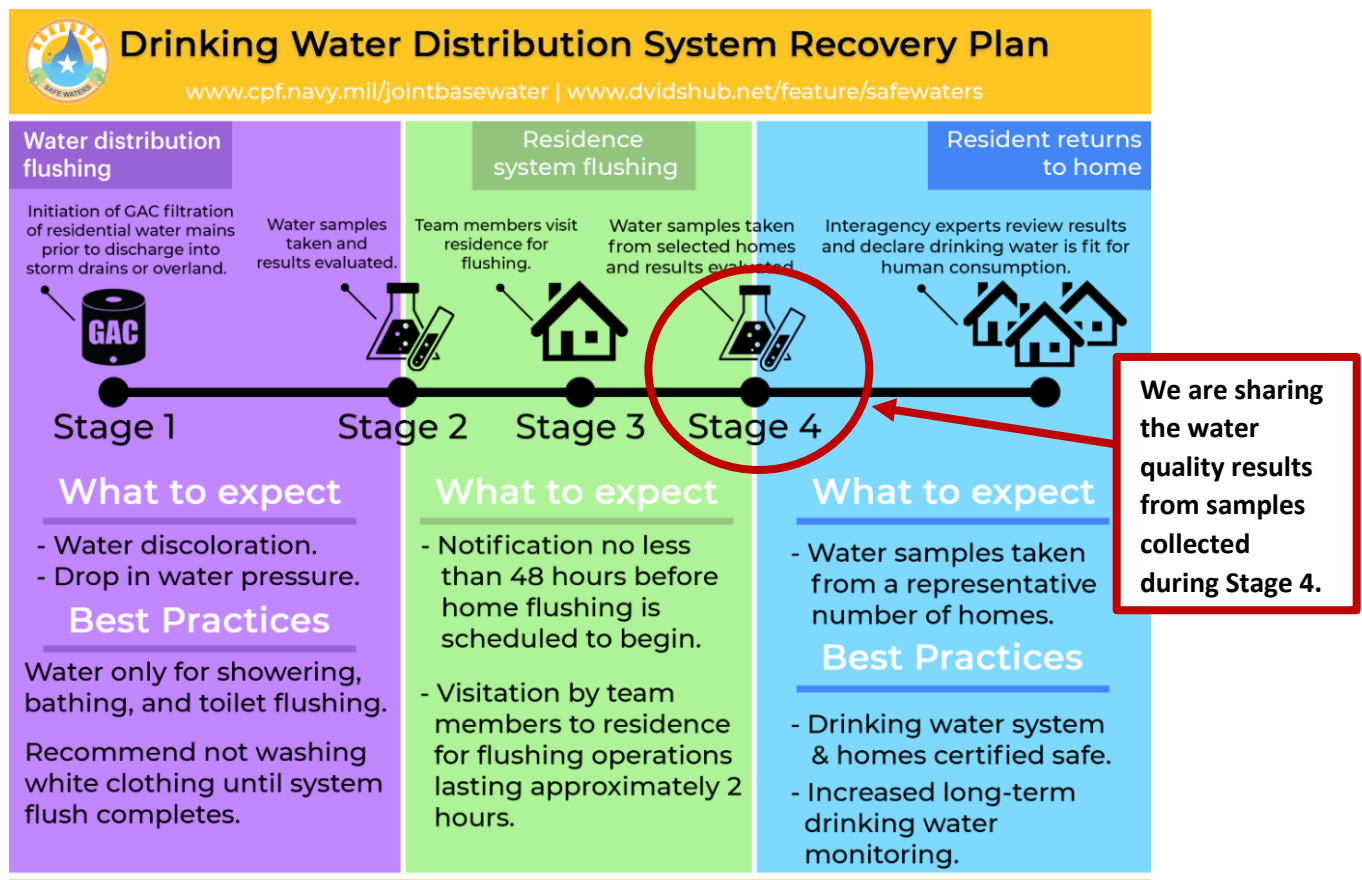 Drinking Water Distribution System Recovery Plan
www.cpf.navy.mil/jointbasewater | www.dvidshub.net/feature/safewaters
SAFE WATERS
Water distribution
flushing
Initiation of GAC filtration
of residential water mains
prior to discharge into
storm drains or overland.
Water samples
taken and
results evaluated.
GAC
Residence
system flushing
Team members visit
residence for
flushing.
Water samples taken
from selected homes
and results evaluated
Resident returns
to home
Interagency experts review results
and declare drinking water is fit for
human consumption.
Stage 1
Stage 2
Stage 3
Stage 4
We are sharing
the water
quality results
from samples
collected
during Stage 4.
What to expect
- Water discoloration.
- Drop in water pressure.
Best Practices
Water only for showering,
bathing, and toilet flushing.
Recommend not washing
white clothing until system
flush completes.
What to expect
- Notification no less
than 48 hours before
home flushing is
scheduled to begin.
- Visitation by team
members to residence
for flushing operations
lasting approximately 2
hours.
What to expect
- Water samples taken
from a representative
number of homes.
Best Practices
- Drinking water system
& homes certified safe.
- Increased long-term
drinking water
monitoring.